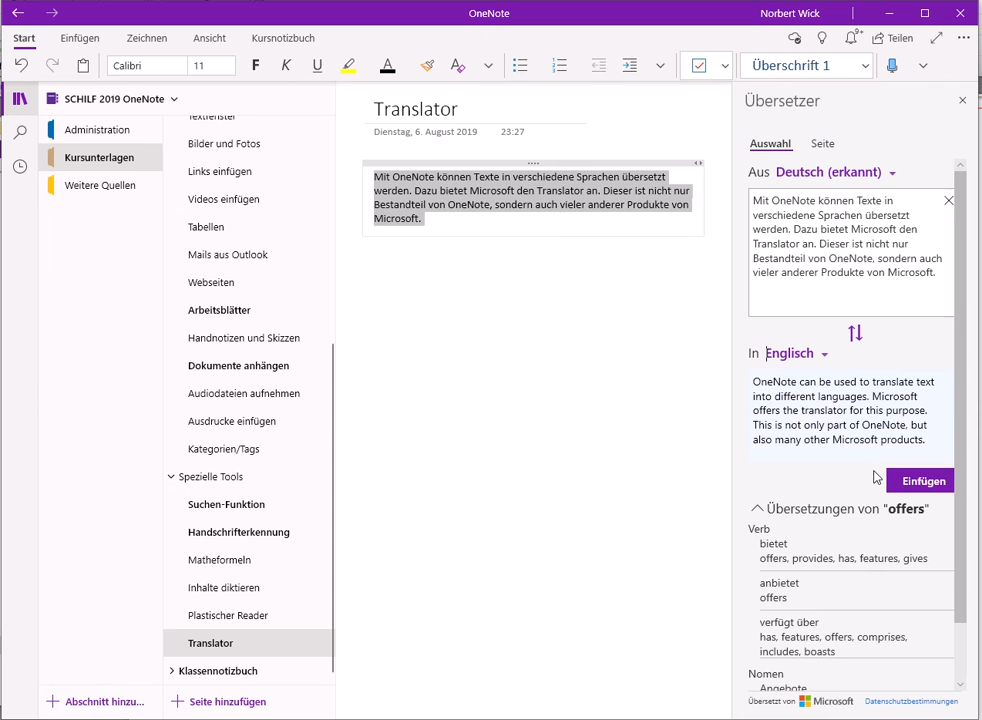 OneNote
Norbert Wick
Start Einfügen Zeichnen Ansicht Kursnotizbuch
9+ Teilen
Calibri 11 F K U A Überschrift 1
SCHILF 2019 OneNote
Administration
Kursunterlagen
Weitere Quellen
Abschnitt hinzu...
Textfenster
Bilder und Fotos
Links einfügen
Videos einfügen
Tabellen
Mails aus Outlook
Webseiten
Arbeitsblätter
Handnotizen und Skizzen
Dokumente anhängen
Audiodateien aufnehmen
Ausdrucke einfügen
Kategorien/Tags
Spezielle Tools
Suchen-Funktion
Handschrifterkennung
Matheformeln
Inhalte diktieren
Plastischer Reader
Translator
Klassennotizbuch
Seite hinzufügen
Translator
Dienstag, 6. August 2019 23:27
Mit OneNote können Texte in verschiedene Sprachen übersetzt
werden. Dazu bietet Microsoft den Translator an. Dieser ist nicht nur
Bestandteil von OneNote, sondern auch vieler anderer Produkte von
Microsoft.
Übersetzer
Auswahl Seite
Aus Deutsch (erkannt)
Mit OneNote können Texte in
verschiedene Sprachen übersetzt
werden. Dazu bietet Microsoft den
Translator an. Dieser ist nicht nur
Bestandteil von OneNote, sondern auch
vieler anderer Produkte von Microsoft.
In Englisch
OneNote can be used to translate text
into different languages. Microsoft
offers the translator for this purpose.
This is not only part of OneNote, but
also many other Microsoft products.
Einfügen
Übersetzungen von "offers"
Verb
bietet
offers, provides, has, features, gives
anbietet
offers
verfügt über
has, features, offers, comprises,
includes, boasts
Nomen
Angebote
Übersetzt von Microsoft Datenschutzbestimmungen